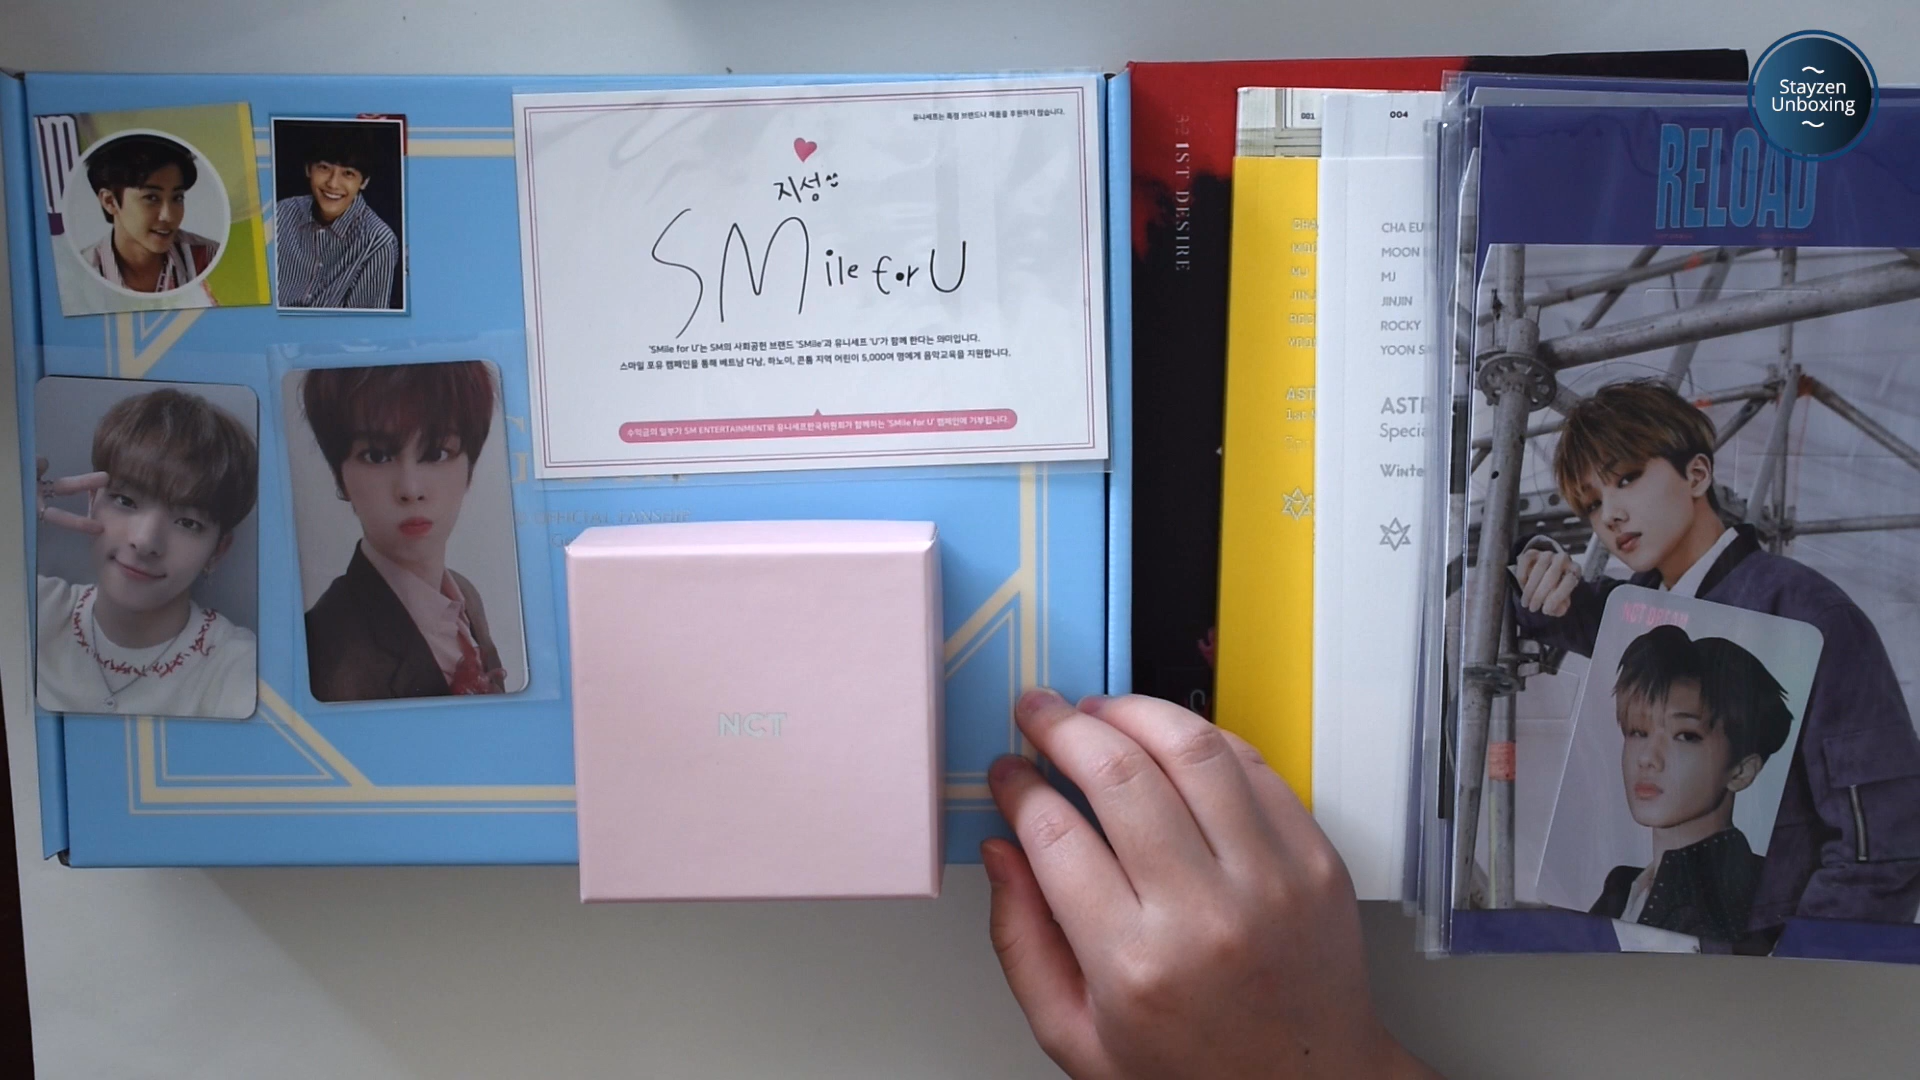 Stayzen
Unboxing
유니세프는 특정 브랜드나 제품을 후원하지 않습니다.
지성
SMile for U
'SMile for U'는 SM의 사회공헌 브랜드 'SMile'과 유니세프 'U'가 함께 한다는 의미입니다.
스마일 포유 캠페인을 통해 베트남 다낭, 하노이, 콘툼 지역 어린이 5,000여 명에게 음악교육을 지원합니다.
수익금의 일부가 SM ENTERTAINMENT와 유니세프한국위원회가 함께하는 'SMile for U' 캠페인에 기부됩니다.
OFFICIAL FANSHIP
NCT
1ST DESIRE
001
MJ
004
CHA EU
MOON
MJ
JINJIN
ROCKY
YOON S
ASTR
Specia
Winte
RELOAD
NCT DREAM